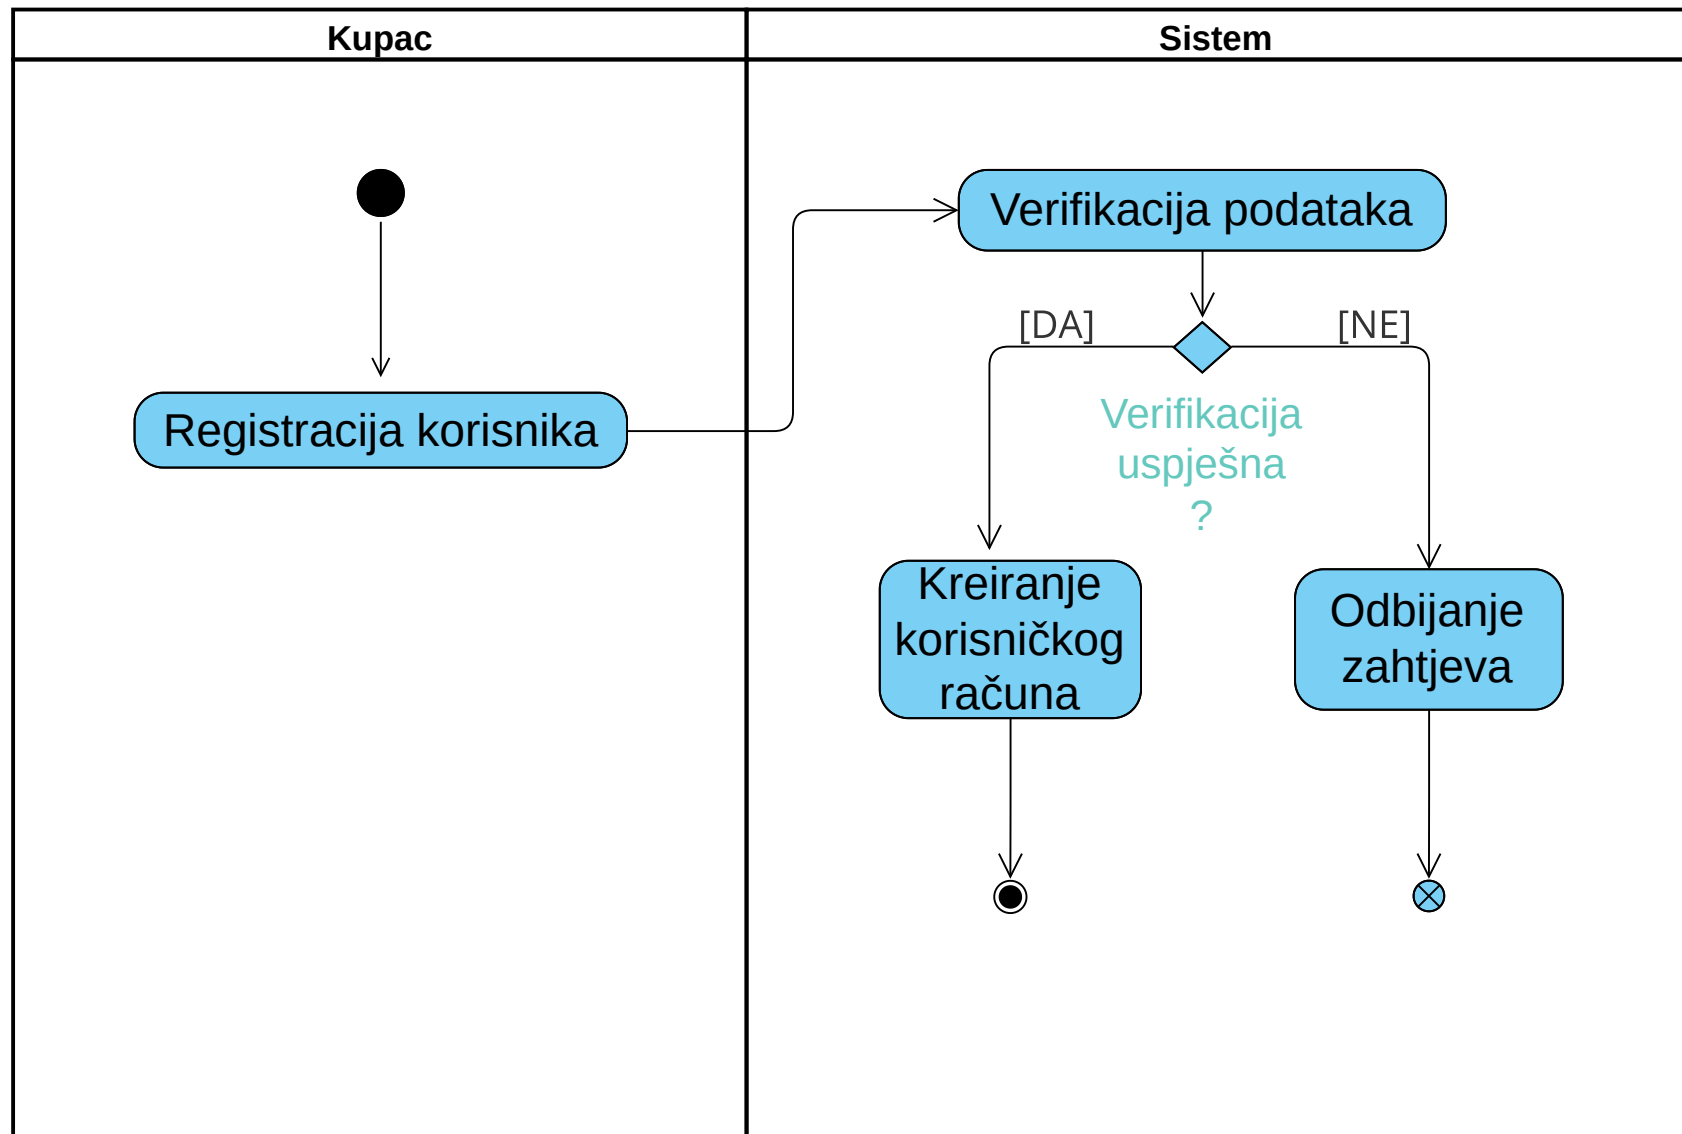 Kupac
Sistem
Verifikacija podataka
[DA]
[NE]
Registracija korisnika
Verifikacija
uspješna
?
Kreiranje
korisničkog
računa
Odbijanje
zahtjeva